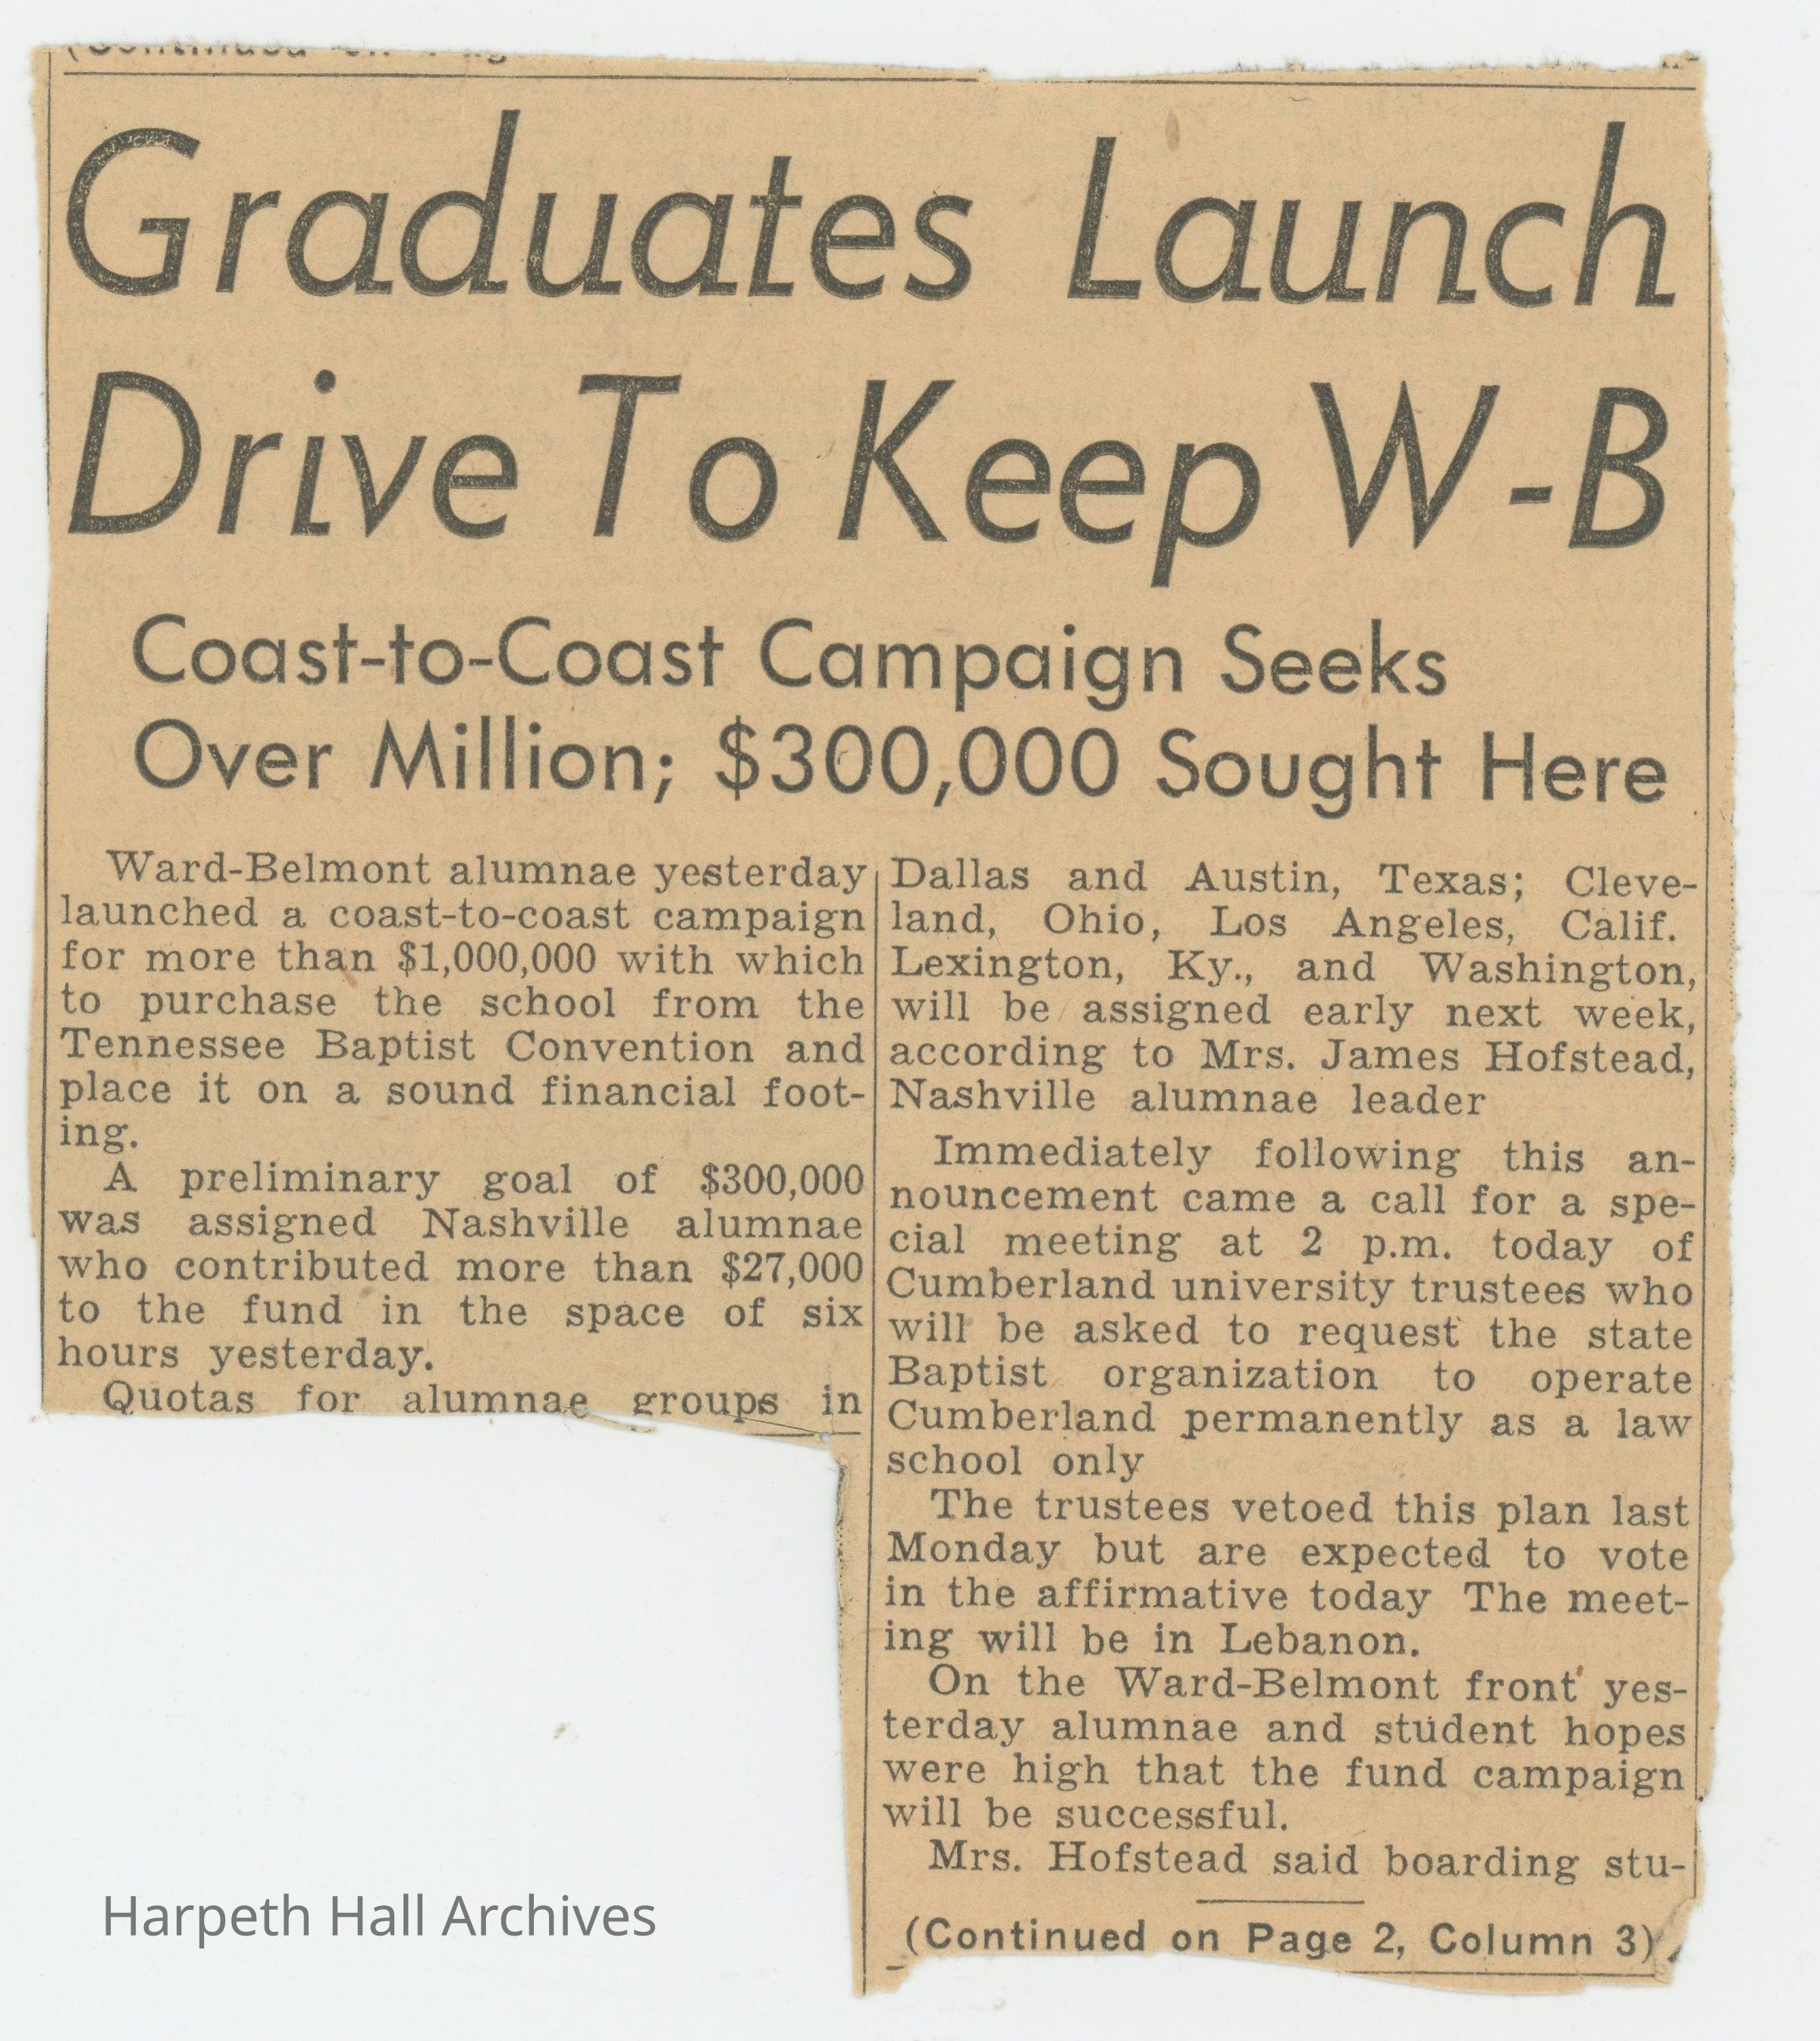 (Continued on Pag
Graduates Launch
Drive To Keep W-B
Coast-to-Coast Campaign Seeks
Over Million; $300,000 Sought Here
Ward-Belmont alumnae yesterday
launched a coast-to-coast campaign
for more than $1,000,000 with which
to purchase the school from the
Tennessee Baptist Convention and
place it on a sound financial foot-
ing.
A preliminary goal of $300,000
was assigned Nashville alumnae
who contributed more than $27,000
to the fund in the space of six
hours yesterday.
Quotas for alumnae groups in
Dallas and Austin, Texas; Cleve-
land, Ohio, Los Angeles, Calif.
Lexington, Ky., and Washington,
will be assigned early next week,
according to Mrs. James Hofstead,
Nashville alumnae leader
Immediately following this an-
nouncement came a call for a spe-
cial meeting at 2 p.m. today of
Cumberland university trustees who
will be asked to request the state
Baptist organization to operate
Cumberland permanently as a law
school only
The trustees vetoed this plan last
Monday but are expected to vote
in the affirmative today The meet-
ing will be in Lebanon.
On the Ward-Belmont front yes-
terday alumnae and student hopes
were high that the fund campaign
will be successful.
Mrs. Hofstead said boarding stu-
(Continued on Page 2, Column 3)
Harpeth Hall Archives